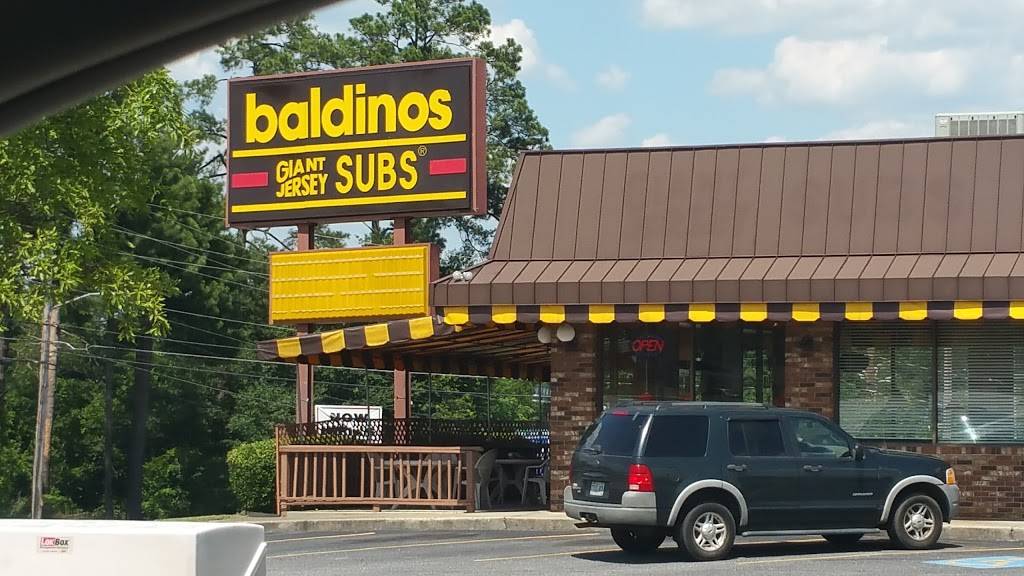 baldinos
GIANT
JERSEY
SUBS®
OPEN